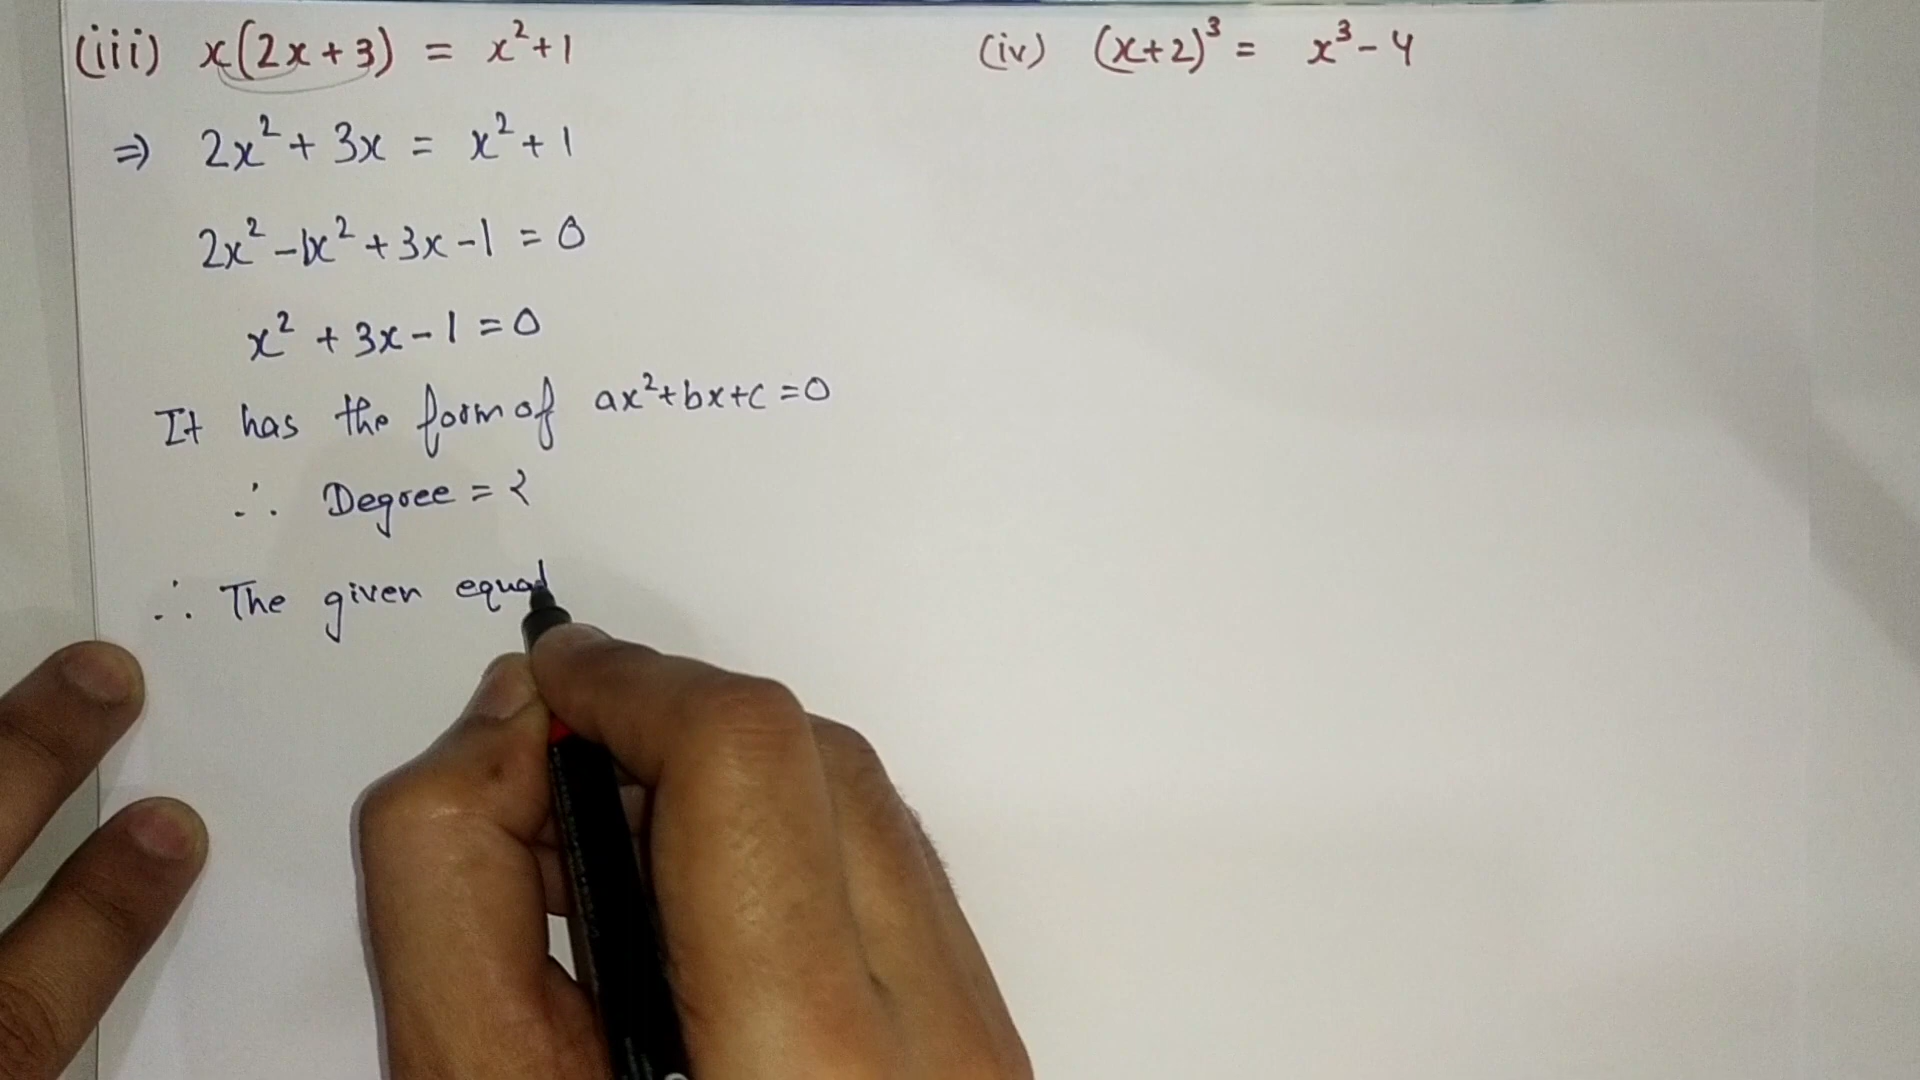 (iii) x(2x+3) = x²+1
⇒ 2x² + 3x = x² + 1
2x² - 1x² + 3x - 1 = 0
x² + 3x - 1 = 0
It has the form of ax²+bx+c=0
∴ Degree = 2
∴ The given equat
(iv) (x+2)³ = x³ - 4